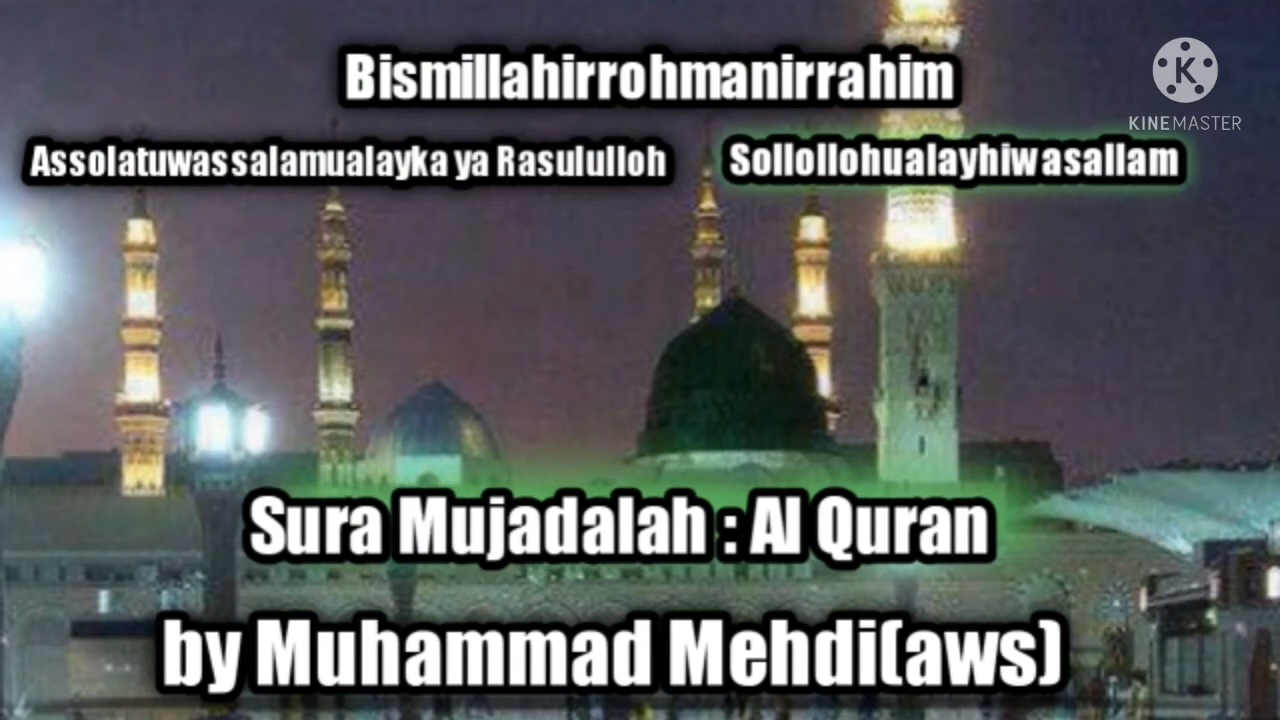 Bismillahirrohmanirrahim
KINEMASTER
Assolatuwassalamualayka ya Rasululloh Sollollohualayhiwasallam
Sura Mujadalah : Al Quran
by Muhammad Mehdi(aws)